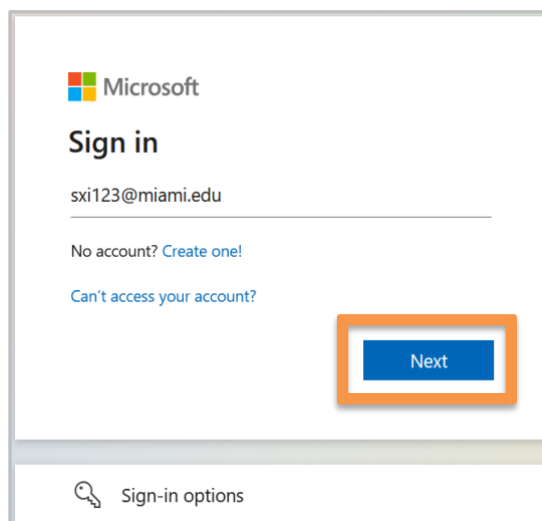 Microsoft
Sign in
sxi123@miami.edu
No account? Create one!
Can't access your account?
Next
Sign-in options